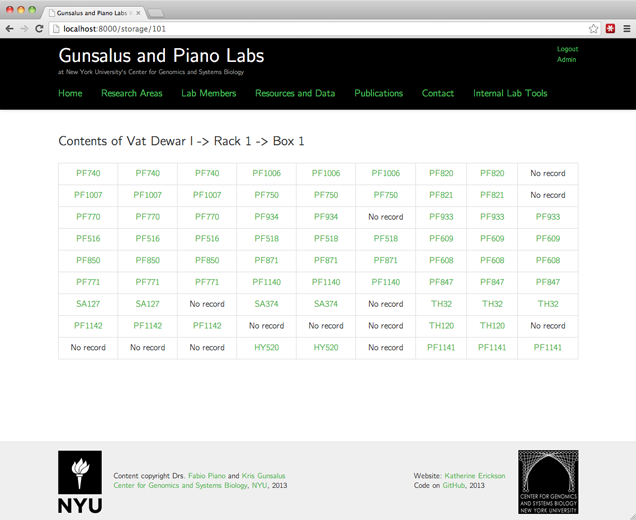 Gunsalus and Piano Labs
localhost:8000/storage/101
Gunsalus and Piano Labs
Logout
at New York University's Center for Genomics and Systems Biology
Admin
Home Research Areas Lab Members Resources and Data Publications Contact Internal Lab Tools
Contents of Vat Dewar I -> Rack 1 -> Box 1
PF740 PF740 PF740 PF1006 PF1006 PF1006 PF820 PF820 No record
PF1007 PF1007 PF1007 PF750 PF750 PF750 PF821 PF821 No record
PF770 PF770 PF770 PF934 PF934 No record PF933 PF933 PF933
PF516 PF516 PF516 PF518 PF518 PF518 PF609 PF609 PF609
PF850 PF850 PF850 PF871 PF871 PF871 PF608 PF608 PF608
PF771 PF771 PF771 PF1140 PF1140 PF1140 PF847 PF847 PF847
SA127 SA127 No record SA374 SA374 No record TH32 TH32 TH32
PF1142 PF1142 PF1142 No record No record No record TH120 TH120 No record
No record No record No record HY520 HY520 No record PF1141 PF1141 PF1141
NYU
Content copyright Drs. Fabio Piano and Kris Gunsalus
Center for Genomics and Systems Biology, NYU, 2013
Website: Katherine Erickson
Code on GitHub, 2013
CENTER FOR GENOMICS
AND SYSTEMS BIOLOGY
NEW YORK UNIVERSITY